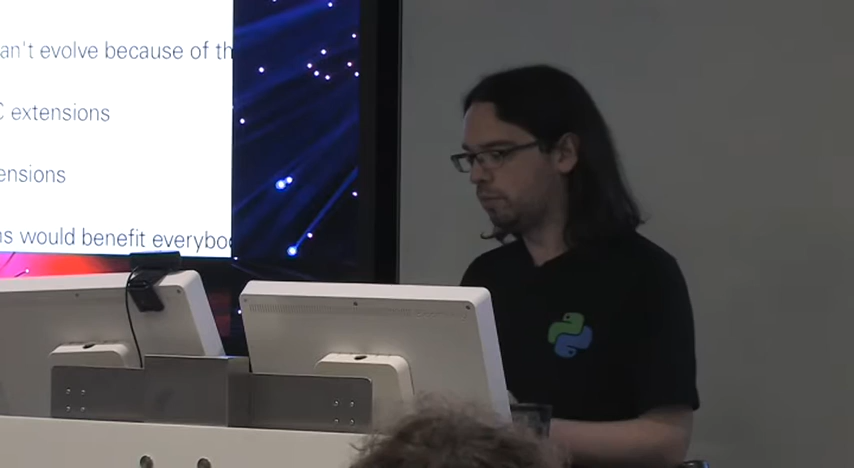 an't evolve because of th
C extensions
ensions
s would benefit everybo